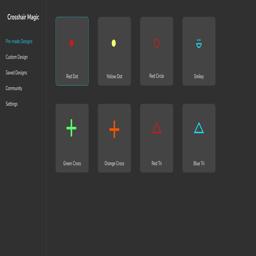 Crosshair Magic
Pre-made Designs
Custom Design
Saved Designs
Community
Settings
Red Dot
Yellow Dot
Red Circle
Smiley
Green Cross
Orange Cross
Red Tri
Blue Tri